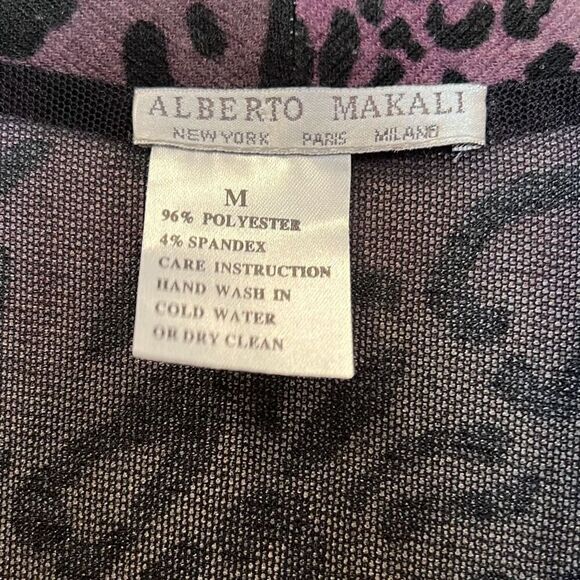 ALBERTO MAKALI
NEW YORK PARIS MILANO
M
96% POLYESTER
4% SPANDEX
CARE INSTRUCTION
HAND WASH IN
COLD WATER
OR DRY CLEAN